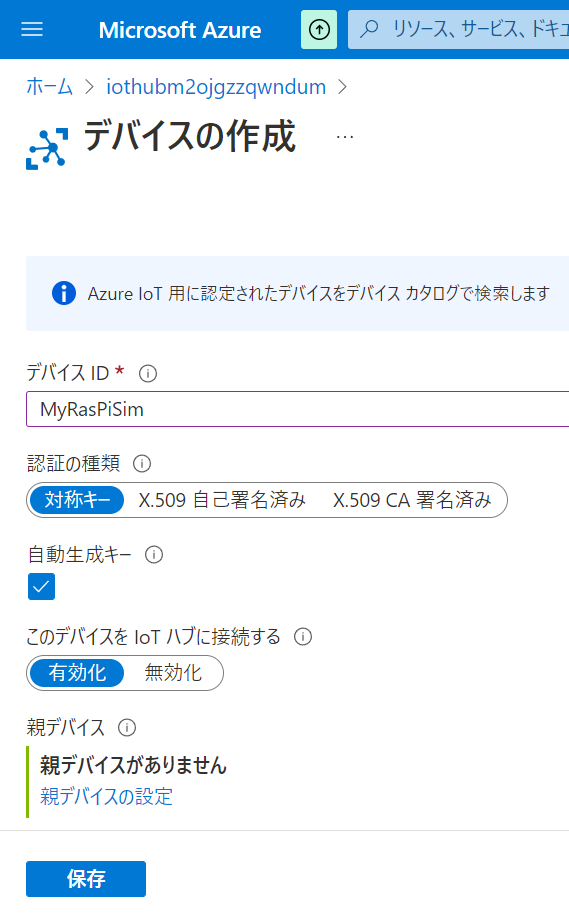 Microsoft Azure
リソース、サービス、ドキュ
ホーム > iothubm2ojgzzqwndum >
デバイスの作成 ...
Azure IoT 用に認定されたデバイスをデバイス カタログで検索します
デバイス ID *
MyRasPiSim
認証の種類
対称キー X.509 自己署名済み X.509 CA 署名済み
自動生成キー
このデバイスを IoT ハブに接続する
有効化 無効化
親デバイス
親デバイスがありません
親デバイスの設定
保存